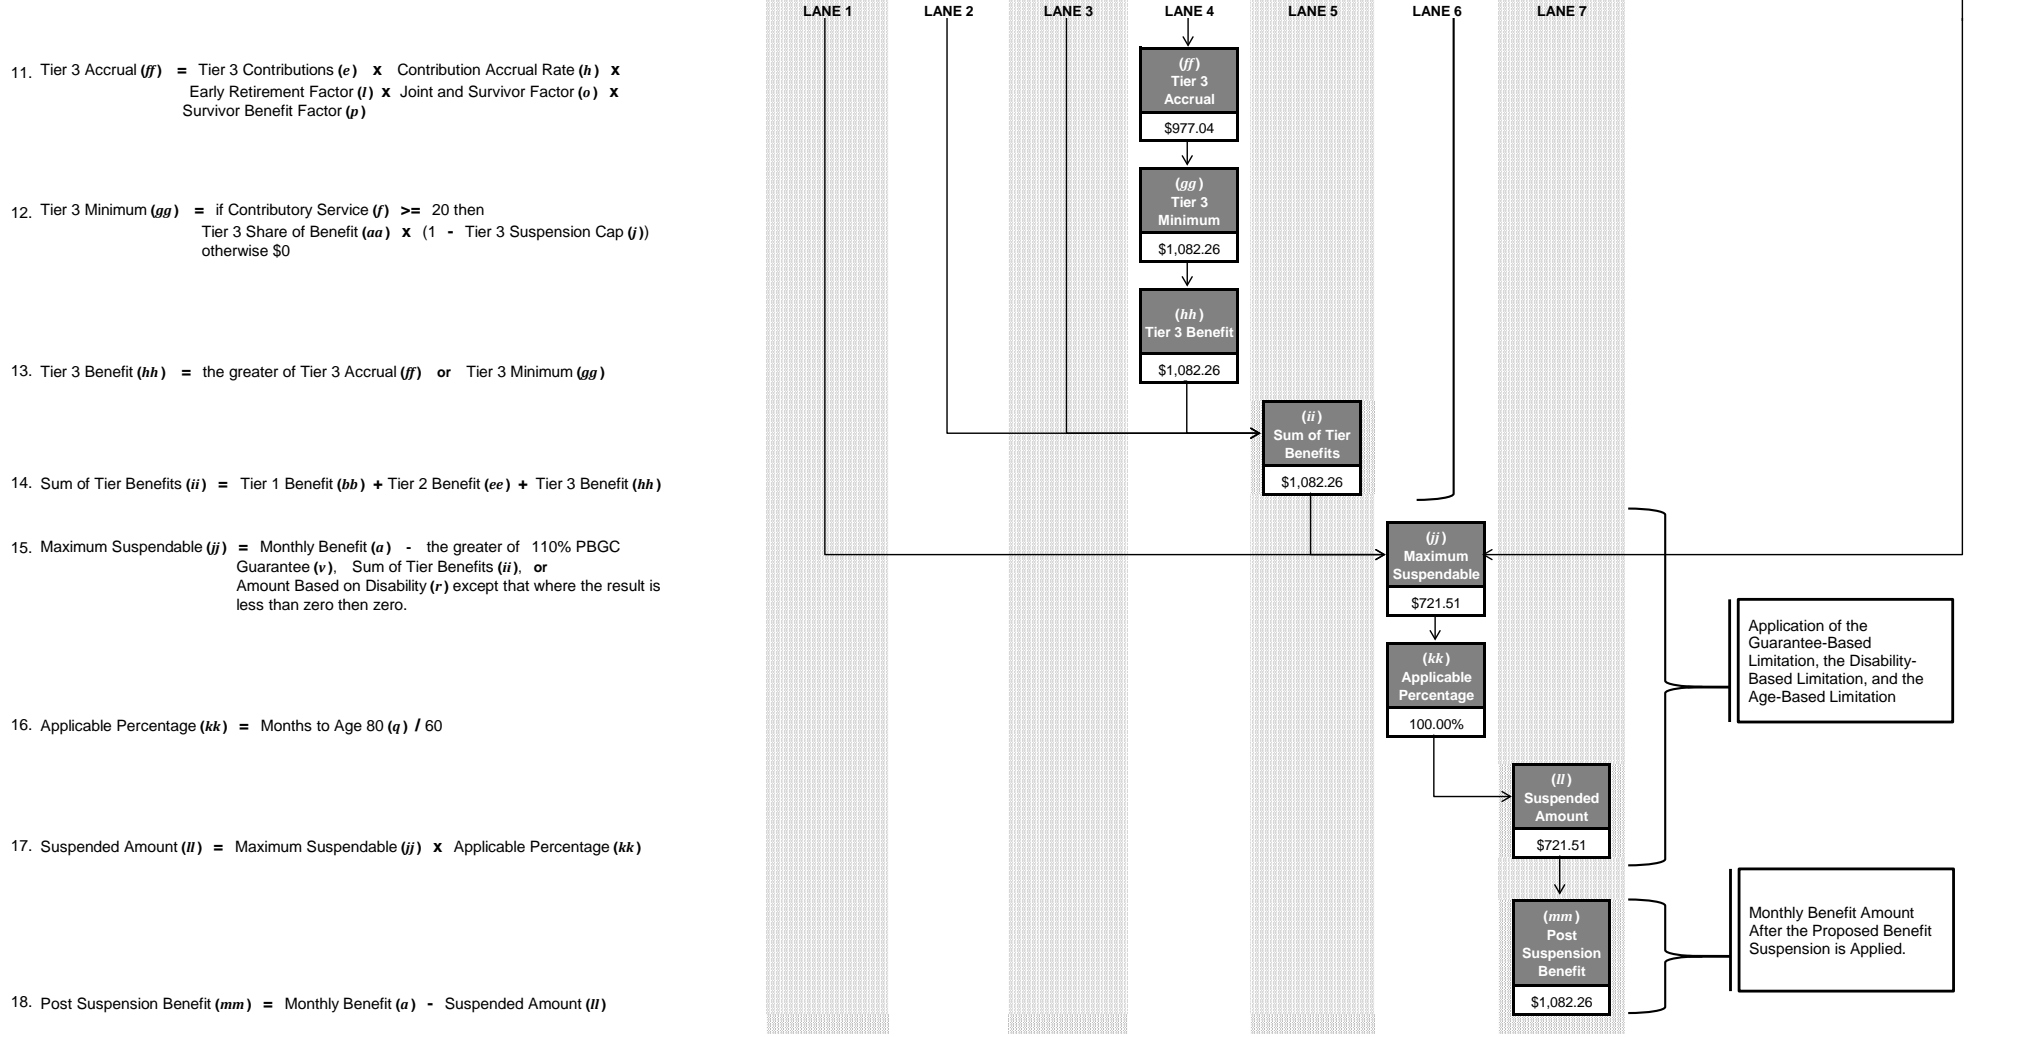 LANE 1 LANE 2 LANE 3 LANE 4 LANE 5 LANE 6 LANE 7
11. Tier 3 Accrual (ff) = Tier 3 Contributions (e) x Contribution Accrual Rate (h) x
Early Retirement Factor (l) x Joint and Survivor Factor (o) x
Survivor Benefit Factor (p)
(ff)
Tier 3
Accrual
$977.04
12. Tier 3 Minimum (gg) = if Contributory Service (f) >= 20 then
Tier 3 Share of Benefit (aa) x (1 - Tier 3 Suspension Cap (j))
otherwise $0
(gg)
Tier 3
Minimum
$1,082.26
13. Tier 3 Benefit (hh) = the greater of Tier 3 Accrual (ff) or Tier 3 Minimum (gg)
(hh)
Tier 3 Benefit
$1,082.26
14. Sum of Tier Benefits (ii) = Tier 1 Benefit (bb) + Tier 2 Benefit (ee) + Tier 3 Benefit (hh)
(ii)
Sum of Tier
Benefits
$1,082.26
15. Maximum Suspendable (jj) = Monthly Benefit (a) - the greater of 110% PBGC
Guarantee (v), Sum of Tier Benefits (ii), or
Amount Based on Disability (r) except that where the result is
less than zero then zero.
(jj)
Maximum
Suspendable
$721.51
Application of the
Guarantee-Based
Limitation, the Disability-
Based Limitation, and the
Age-Based Limitation
16. Applicable Percentage (kk) = Months to Age 80 (q) / 60
(kk)
Applicable
Percentage
100.00%
17. Suspended Amount (ll) = Maximum Suspendable (jj) x Applicable Percentage (kk)
(ll)
Suspended
Amount
$721.51
18. Post Suspension Benefit (mm) = Monthly Benefit (a) - Suspended Amount (ll)
(mm)
Post
Suspension
Benefit
$1,082.26
Monthly Benefit Amount
After the Proposed Benefit
Suspension is Applied.